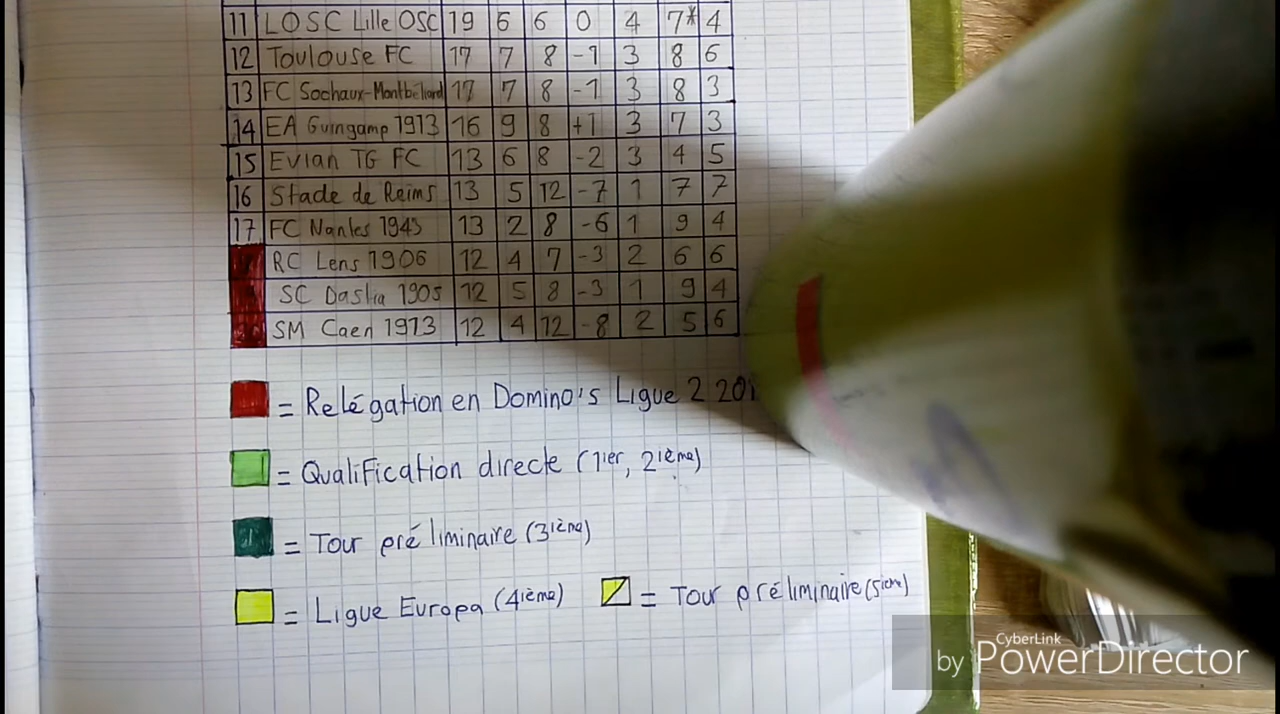 11 LOSC Lille OSC 19 6 6 0 4 7* 4
12 Toulouse FC 17 7 8 -1 3 8 6
13 FC Sochaux-Montbéliard 17 7 8 -1 3 8 3
14 EA Guingamp 1913 16 9 8 +1 3 7 3
15 Evian TG FC 13 6 8 -2 3 4 5
16 Stade de Reims 13 5 12 -7 1 7 7
17 FC Nantes 1943 13 2 8 -6 1 9 4
RC Lens 1906 12 4 7 -3 2 6 6
SC Bastia 1905 12 5 8 -3 1 9 4
SM Caen 1913 12 4 12 -8 2 5 6
= Relégation en Domino's Ligue 2 201
= Qualification directe (1ier, 2ième)
= Tour préliminaire (3ième)
= Ligue Europa (4ième) = Tour préliminaire (5ième)
by CyberLink PowerDirector